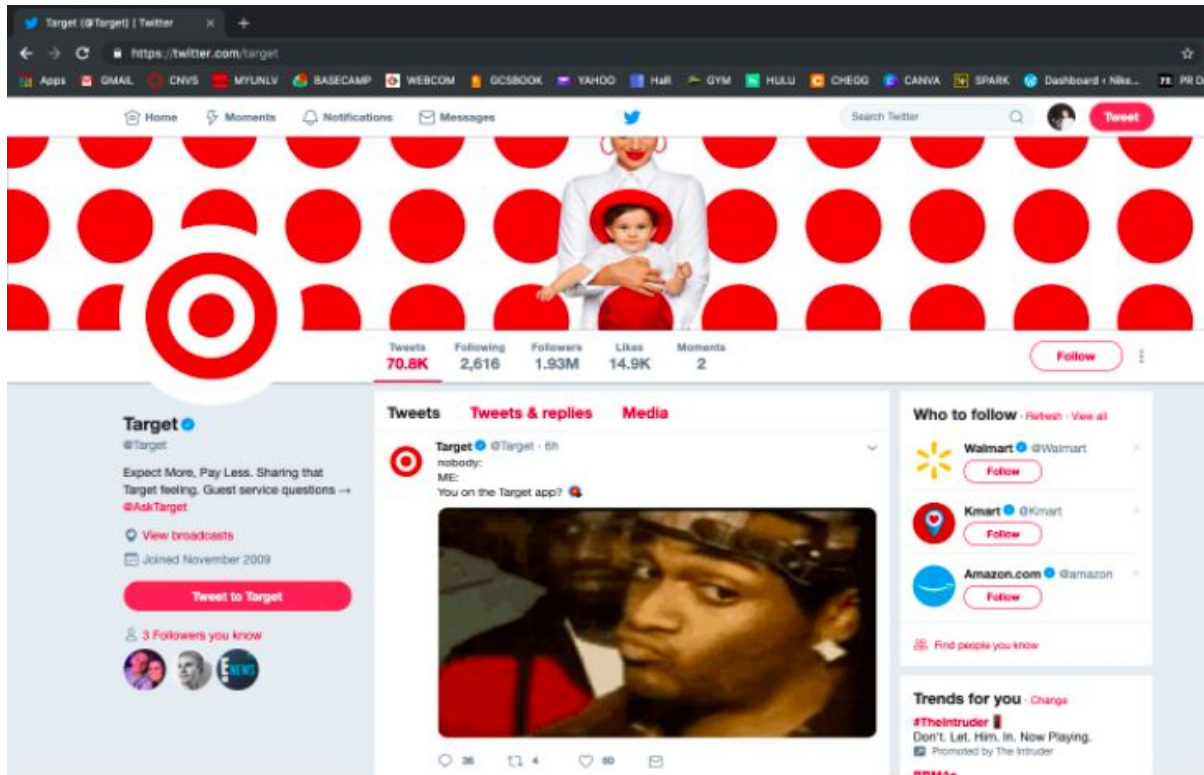 Target (@Target) | Twitter
https://twitter.com/target
Apps GMAIL CNVS MYUNLV BASECAMP WEBCOM GCSBOOK YAHOO HaR GYM HULU CHEGG CANVA SPARK Dashboard ‹ Nike... PR
Home Moments Notifications Messages Search Twitter Tweet
Tweets Following Followers Likes Moments
70.8K 2,616 1.93M 14.9K 2
Follow
Target
@Target
Expect More, Pay Less. Sharing that
Target feeling. Guest service questions →
@AskTarget
View broadcasts
Joined November 2009
Tweet to Target
3 Followers you know
E NEWS
Tweets Tweets & replies Media
Target @Target · 6h
nobody:
ME:
You on the Target app?
36 4 60
Who to follow · Refresh · View all
Walmart @Walmart
Follow
Kmart @Kmart
Follow
Amazon.com @amazon
Follow
Find people you know
Trends for you · Change
#TheIntruder
Don't. Let. Him. In. Now Playing.
Promoted by The Intruder